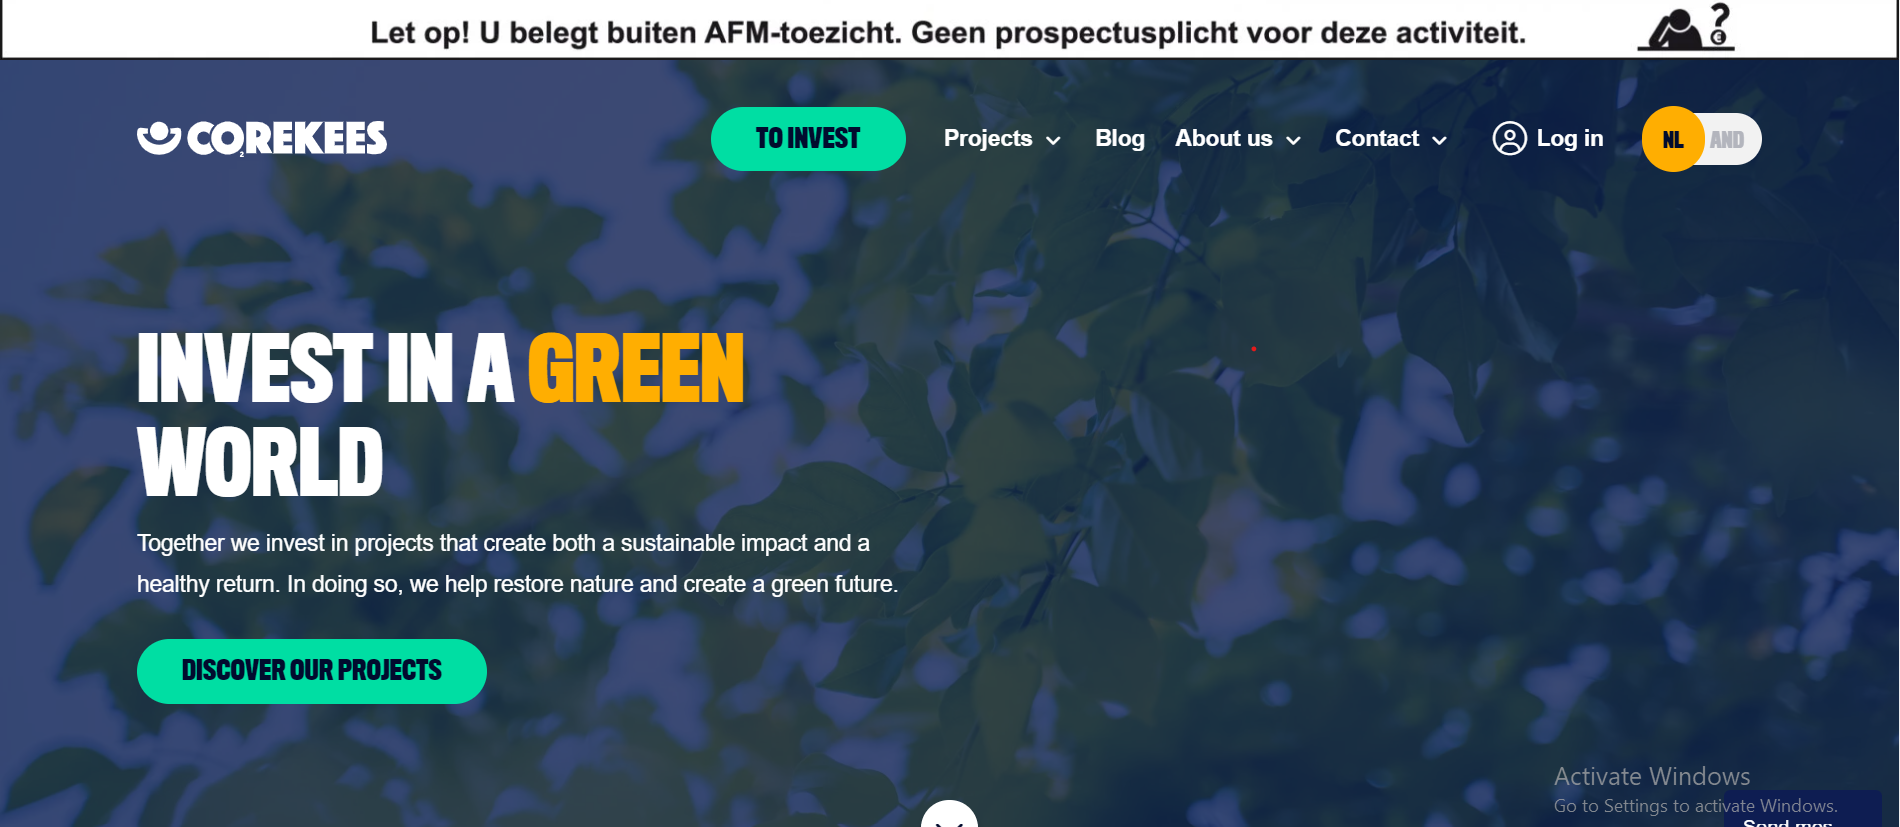 Let op! U belegt buiten AFM-toezicht. Geen prospectusplicht voor deze activiteit.
CO2REKEES
TO INVEST
Projects
Blog
About us
Contact
Log in
NL
AND
INVEST IN A GREEN
WORLD
Together we invest in projects that create both a sustainable impact and a
healthy return. In doing so, we help restore nature and create a green future.
DISCOVER OUR PROJECTS
Activate Windows
Go to Settings to activate Windows.